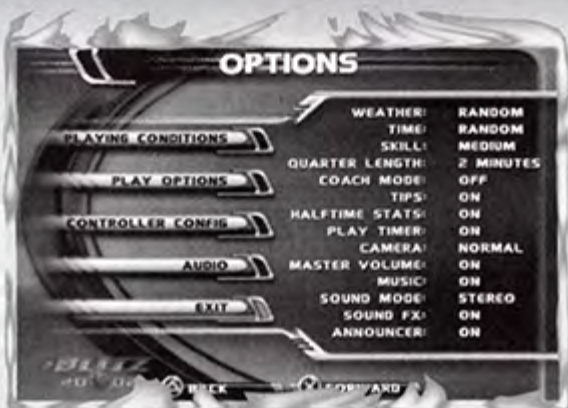 OPTIONS
PLAYING CONDITIONS
PLAY OPTIONS
CONTROLLER CONFIG
AUDIO
EXIT
WEATHER: RANDOM
TIME: RANDOM
SKILL: MEDIUM
QUARTER LENGTH: 2 MINUTES
COACH MODE: OFF
TIPS: ON
HALFTIME STATS: ON
PLAY TIMER: ON
CAMERA: NORMAL
MASTER VOLUME: ON
MUSIC: ON
SOUND MODE: STEREO
SOUND FX: ON
ANNOUNCER: ON
BLITZ
BACK X FORWARD